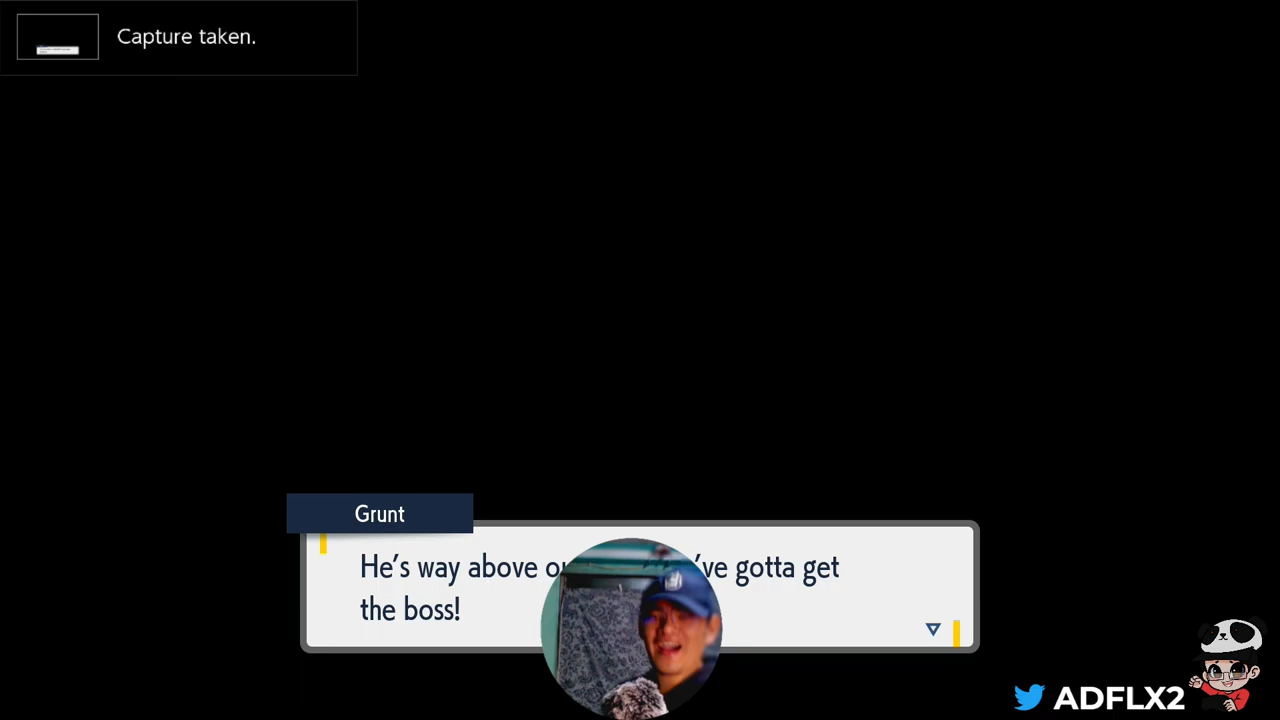 Capture taken.
Grunt
He's way above 've gotta get
the boss!
ADFLX2